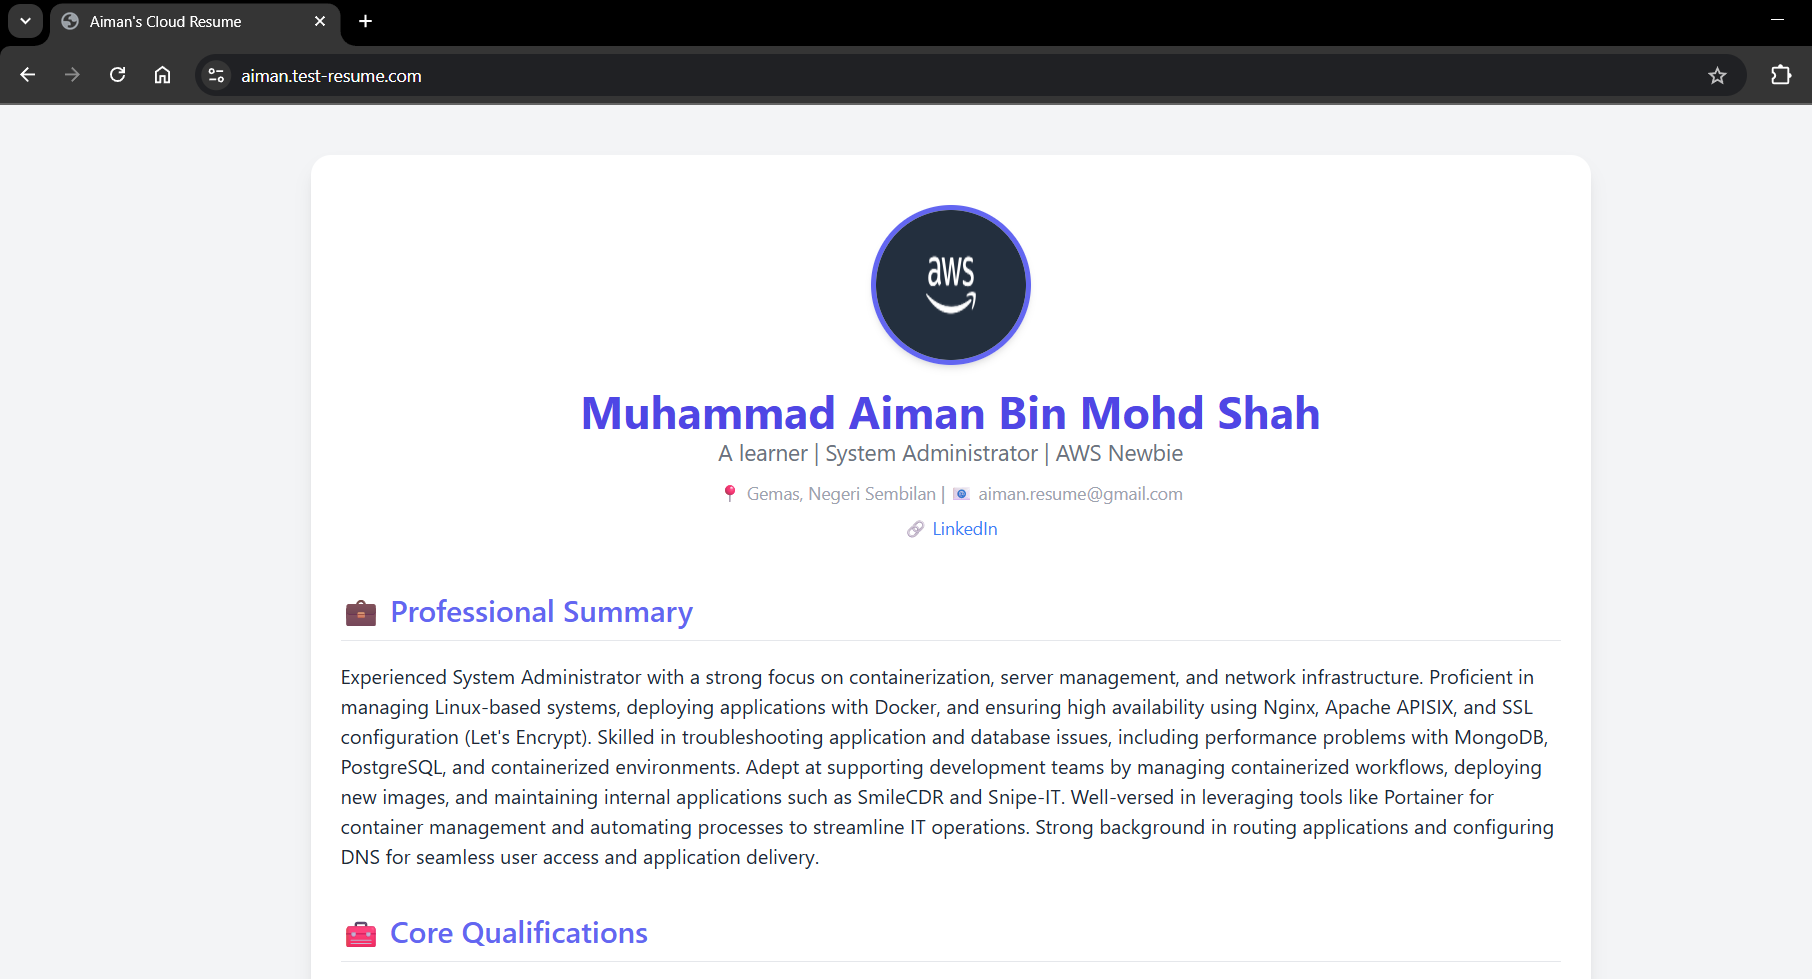 Aiman's Cloud Resume
aiman.test-resume.com
aws
Muhammad Aiman Bin Mohd Shah
A learner | System Administrator | AWS Newbie
📍 Gemas, Negeri Sembilan | 📧 aiman.resume@gmail.com
🔗 LinkedIn
💼 Professional Summary
Experienced System Administrator with a strong focus on containerization, server management, and network infrastructure. Proficient in
managing Linux-based systems, deploying applications with Docker, and ensuring high availability using Nginx, Apache APISIX, and SSL
configuration (Let's Encrypt). Skilled in troubleshooting application and database issues, including performance problems with MongoDB,
PostgreSQL, and containerized environments. Adept at supporting development teams by managing containerized workflows, deploying
new images, and maintaining internal applications such as SmileCDR and Snipe-IT. Well-versed in leveraging tools like Portainer for
container management and automating processes to streamline IT operations. Strong background in routing applications and configuring
DNS for seamless user access and application delivery.
🧰 Core Qualifications